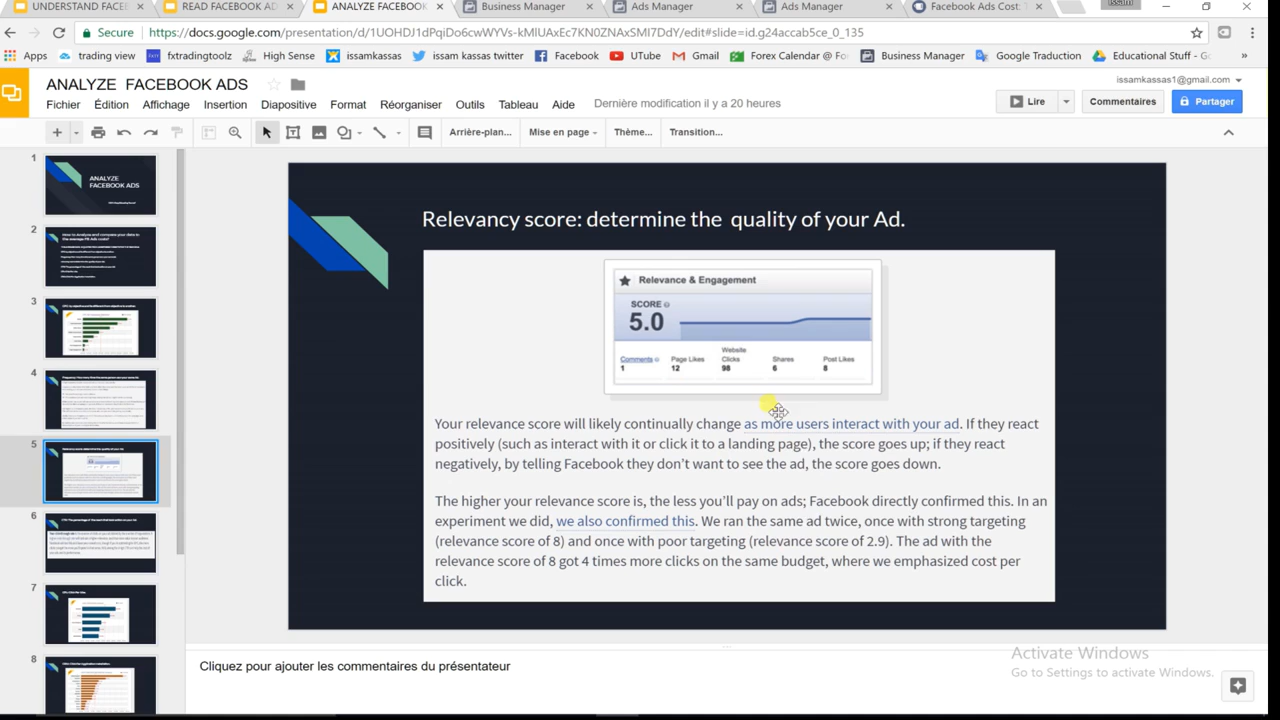 UNDERSTAND FACEB
READ FACEBOOK AD
ANALYZE FACEBOOK
Business Manager
Ads Manager
Ads Manager
Facebook Ads Cost:
issam
Secure
https://docs.google.com/presentation/d/1UOHDJ1dPqiDo6cwWYVs-kMlUAxEc7KN0ZNAxSMI7DdY/edit#slide=id.g24accab5ce_0_135
Apps
trading view
fxtradingtoolz
High Sense
issamkassas
issam kassas twitter
Facebook
UTube
Gmail
Forex Calendar @ Fo
Business Manager
Google Traduction
Educational Stuff - Go
ANALYZE FACEBOOK ADS
issamkassas1@gmail.com
Fichier Édition Affichage Insertion Diapositive Format Réorganiser Outils Tableau Aide
Dernière modification il y a 20 heures
Lire
Commentaires
Partager
Arrière-plan...
Mise en page
Thème...
Transition...
1
ANALYZE
FACEBOOK ADS
2
3
4
5
6
7
8
Relevancy score: determine the quality of your Ad.
Relevance & Engagement
SCORE
5.0
Comments
1
Page Likes
12
Website
Clicks
98
Shares
6
Post Likes
8
Your relevance score will likely continually change as more users interact with your ad. If they react
positively (such as interact with it or click it to a landing page, the score goes up; if they react
negatively, by telling Facebook they don't want to see the ad, the score goes down.
The higher your relevance score is, the less you'll pay for ads. Facebook directly confirmed this. In an
experiment we did, we also confirmed this. We ran the same ad twice, once with strong targeting
(relevance score of 8) and once with poor targeting (relevance score of 2.9). The ad with the
relevance score of 8 got 4 times more clicks on the same budget, where we emphasized cost per
click.
Cliquez pour ajouter les commentaires du présentateur
Activate Windows
Go to Settings to activate Windows.